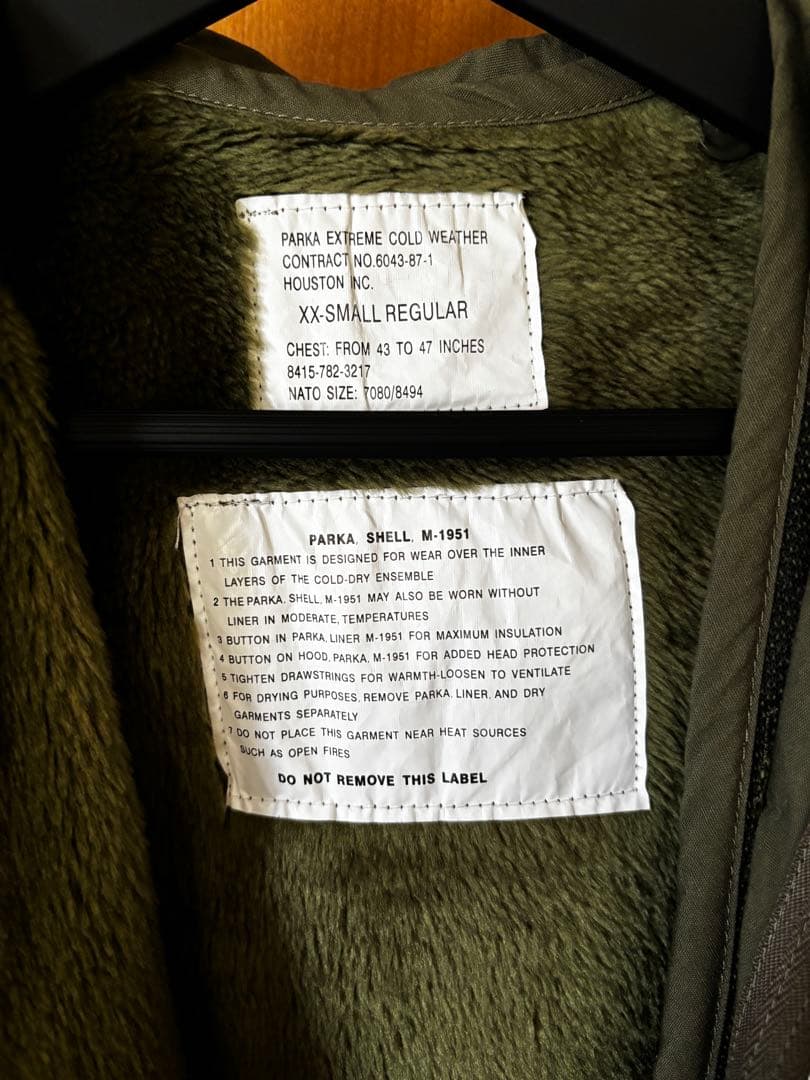 PARKA EXTREME COLD WEATHER
CONTRACT NO.6043-87-1
HOUSTON INC.
XX-SMALL REGULAR
CHEST: FROM 43 TO 47 INCHES
8415-782-3217
NATO SIZE: 7080/8494
PARKA, SHELL, M-1951
1 THIS GARMENT IS DESIGNED FOR WEAR OVER THE INNER
LAYERS OF THE COLD-DRY ENSEMBLE
2 THE PARKA, SHELL, M-1951 MAY ALSO BE WORN WITHOUT
LINER IN MODERATE, TEMPERATURES
3 BUTTON IN PARKA, LINER M-1951 FOR MAXIMUM INSULATION
4 BUTTON ON HOOD, PARKA, M-1951 FOR ADDED HEAD PROTECTION
5 TIGHTEN DRAWSTRINGS FOR WARMTH-LOOSEN TO VENTILATE
6 FOR DRYING PURPOSES, REMOVE PARKA, LINER, AND DRY
GARMENTS SEPARATELY
7 DO NOT PLACE THIS GARMENT NEAR HEAT SOURCES
SUCH AS OPEN FIRES
DO NOT REMOVE THIS LABEL